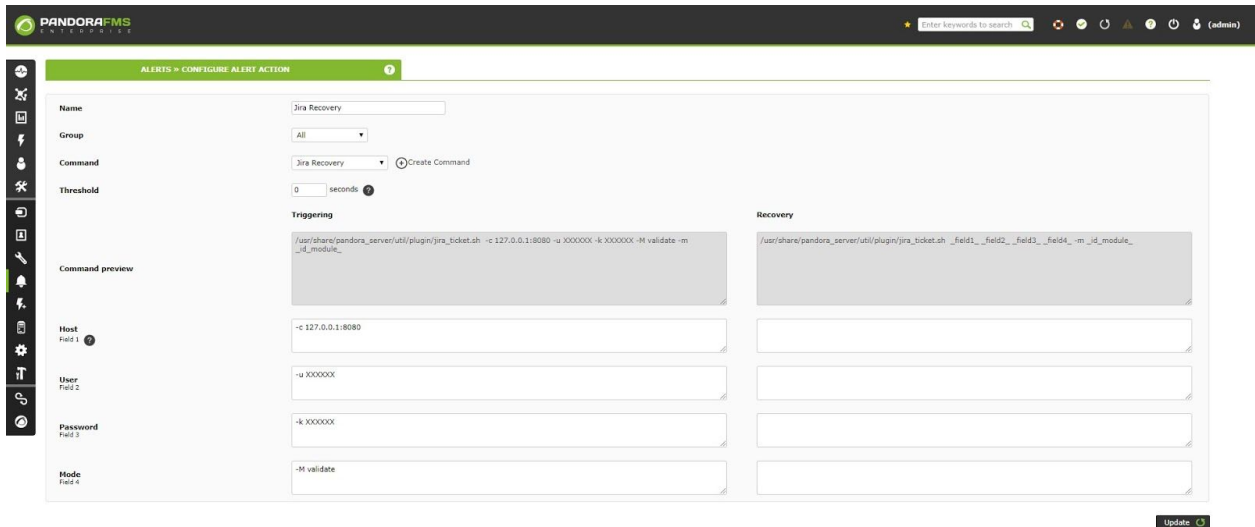 PANDORAFMS
ENTERPRISE
Enter keywords to search
(admin)
ALERTS » CONFIGURE ALERT ACTION
Name
Jira Recovery
Group
All
Command
Jira Recovery
Create Command
Threshold
0
seconds
Triggering
Recovery
Command preview
/usr/share/pandora_server/util/plugin/jira_ticket.sh -c 127.0.0.1:8080 -u XXXXXX -k XXXXXX -M validate -m
_id_module_
/usr/share/pandora_server/util/plugin/jira_ticket.sh _field1_ _field2_ _field3_ _field4_ -m _id_module_
Host
Field 1
-c 127.0.0.1:8080
User
Field 2
-u XXXXXX
Password
Field 3
-k XXXXXX
Mode
Field 4
-M validate
Update